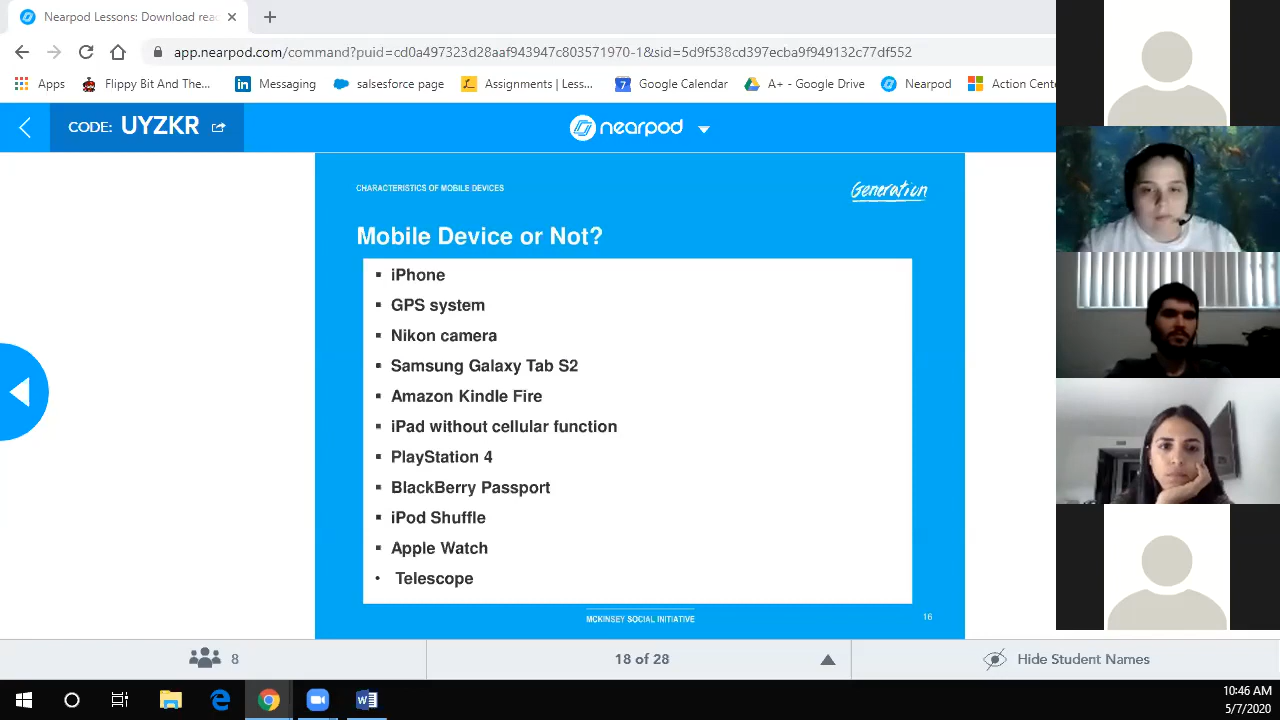 Nearpod Lessons: Download rea
app.nearpod.com/command?puid=cd0a497323d28aaf943947c803571970-1&sid=5d9f538cd397ecba9f949132c77df552
Apps Flippy Bit And The... Messaging salsesforce page Assignments | Less... Google Calendar A+ - Google Drive Nearpod Action Cent
CODE: UYZKR nearpod
CHARACTERISTICS OF MOBILE DEVICES
Generation
Mobile Device or Not?
▪ iPhone
▪ GPS system
▪ Nikon camera
▪ Samsung Galaxy Tab S2
▪ Amazon Kindle Fire
▪ iPad without cellular function
▪ PlayStation 4
▪ BlackBerry Passport
▪ iPod Shuffle
▪ Apple Watch
• Telescope
MCKINSEY SOCIAL INITIATIVE
16
8 18 of 28 Hide Student Names
10:46 AM
5/7/2020